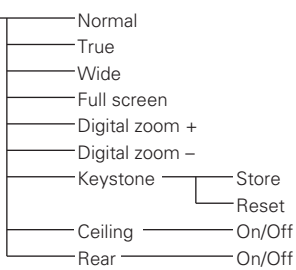 Normal
True
Wide
Full screen
Digital zoom +
Digital zoom –
Keystone Store
Reset
Ceiling On/Off
Rear On/Off